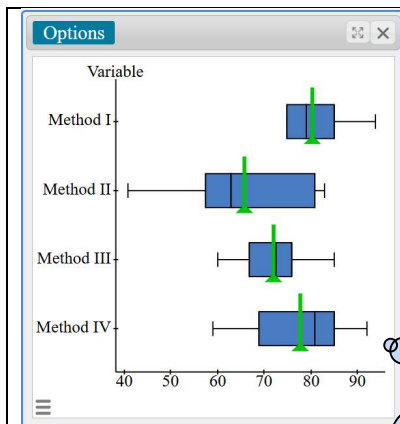 Options
Variable
Method I
Method II
Method III
Method IV
40 50 60 70 80 90